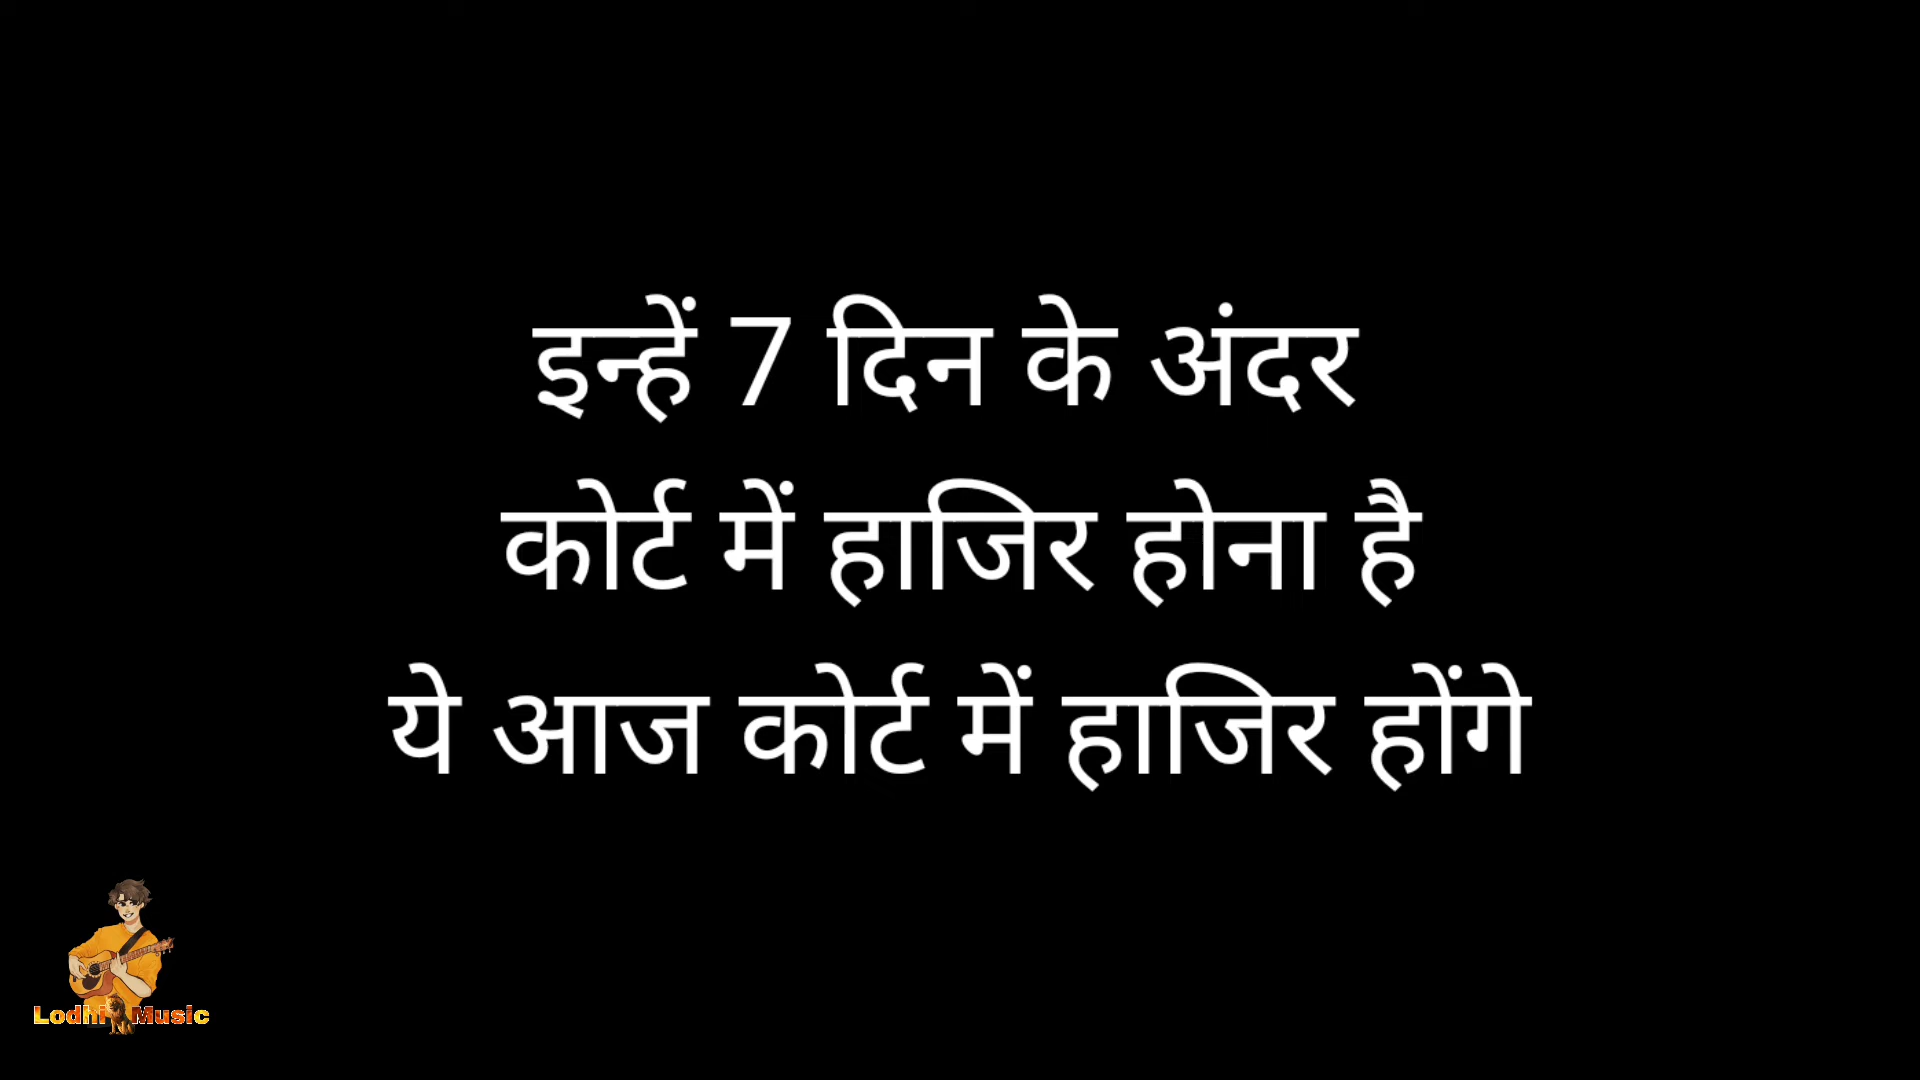 इन्हें 7 दिन के अंदर
कोर्ट में हाजिर होना है
ये आज कोर्ट में हाजिर होंगे
Lodhi Music